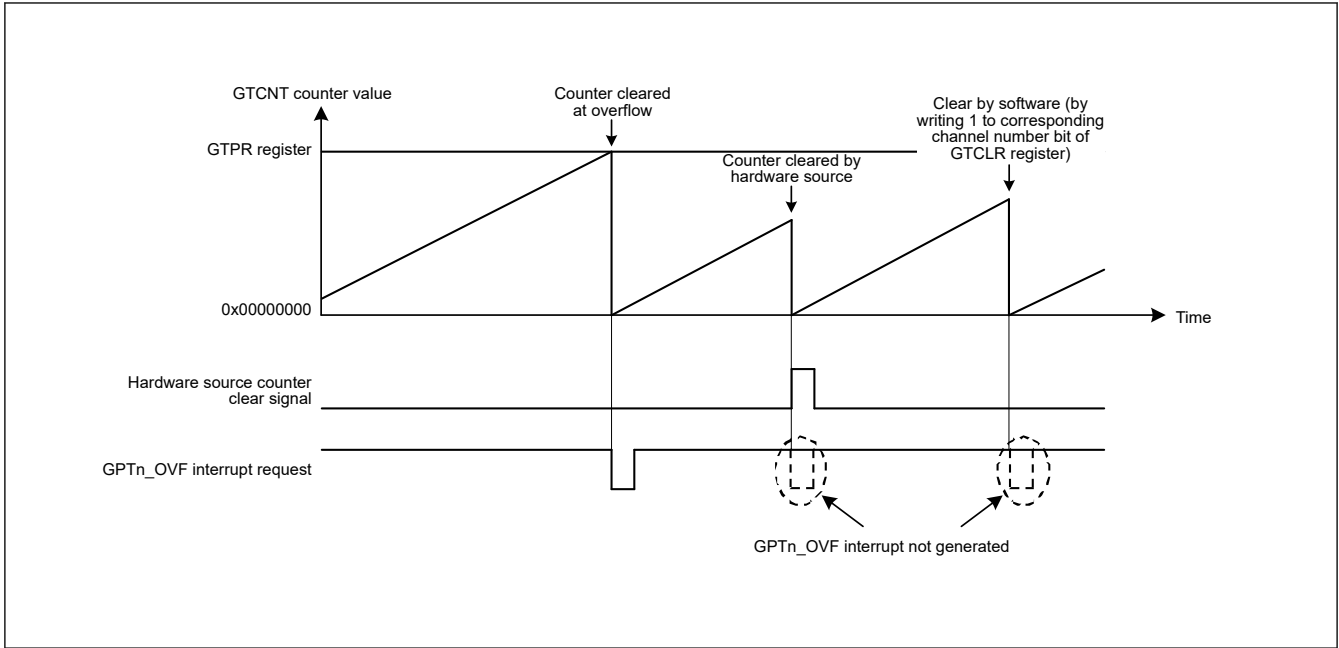 GTCNT counter value
GTPR register
0x00000000
Counter cleared
at overflow
Counter cleared by
hardware source
Clear by software (by
writing 1 to corresponding
channel number bit of
GTCLR register)
Time
Hardware source counter
clear signal
GPTn_OVF interrupt request
GPTn_OVF interrupt not generated